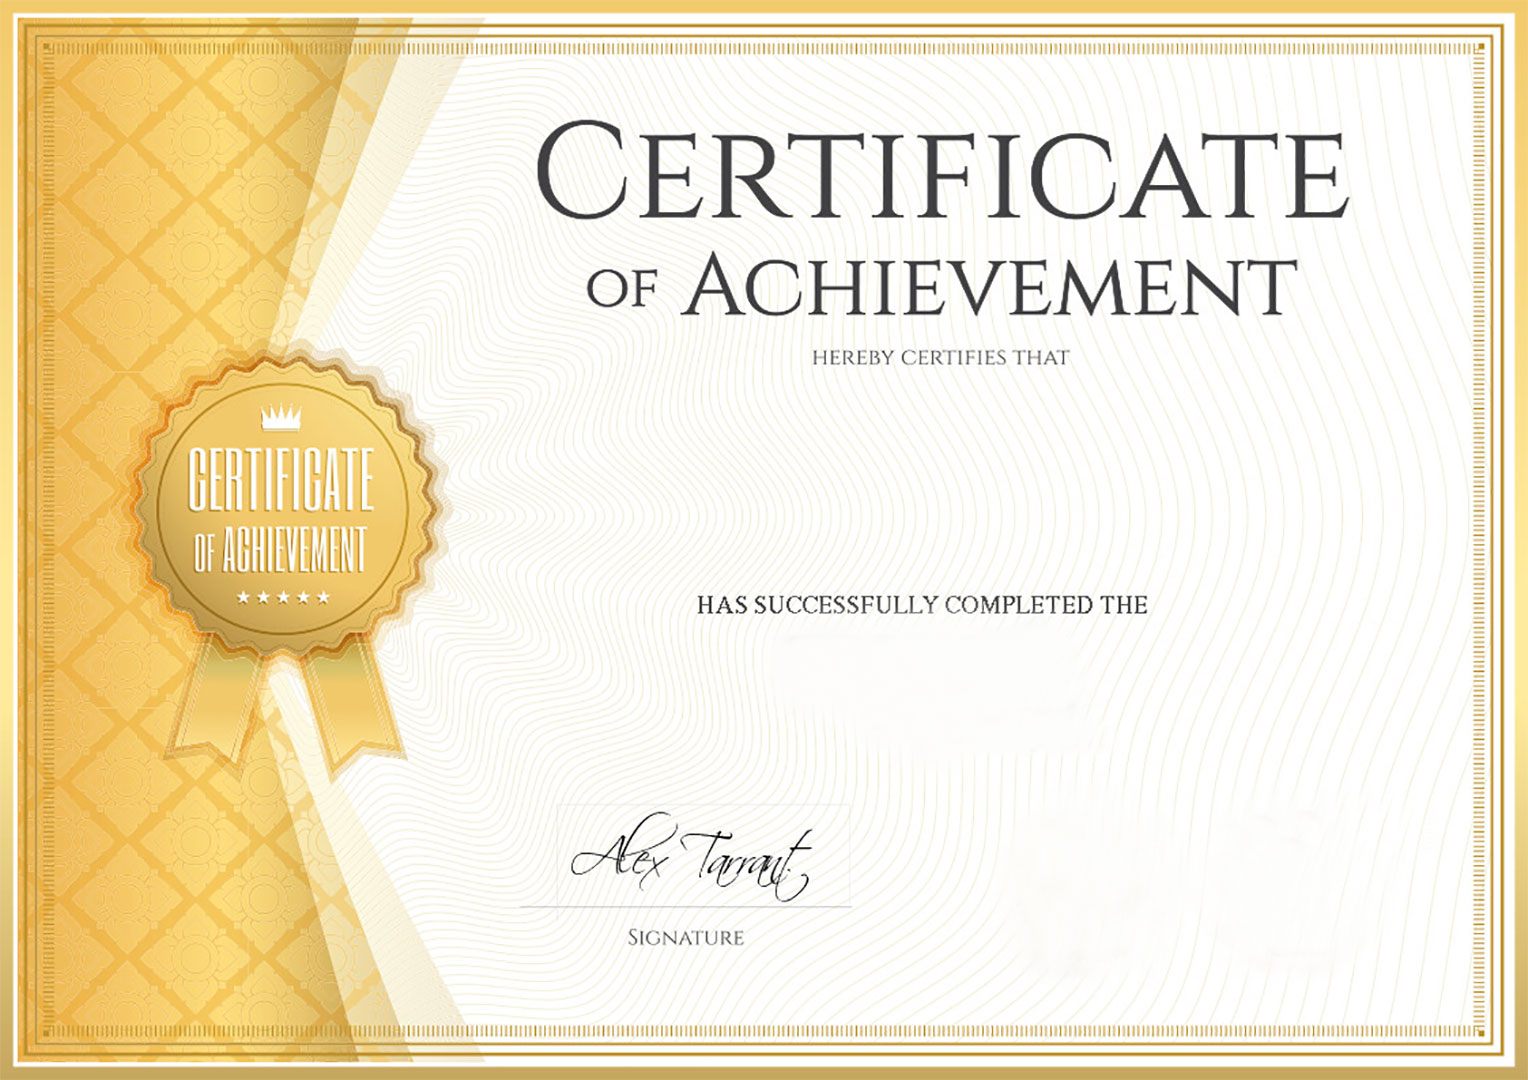 CERTIFICATE
OF ACHIEVEMENT
HEREBY CERTIFIES THAT
CERTIFICATE
OF ACHIEVEMENT
HAS SUCCESSFULLY COMPLETED THE
Alex Tarrant
SIGNATURE